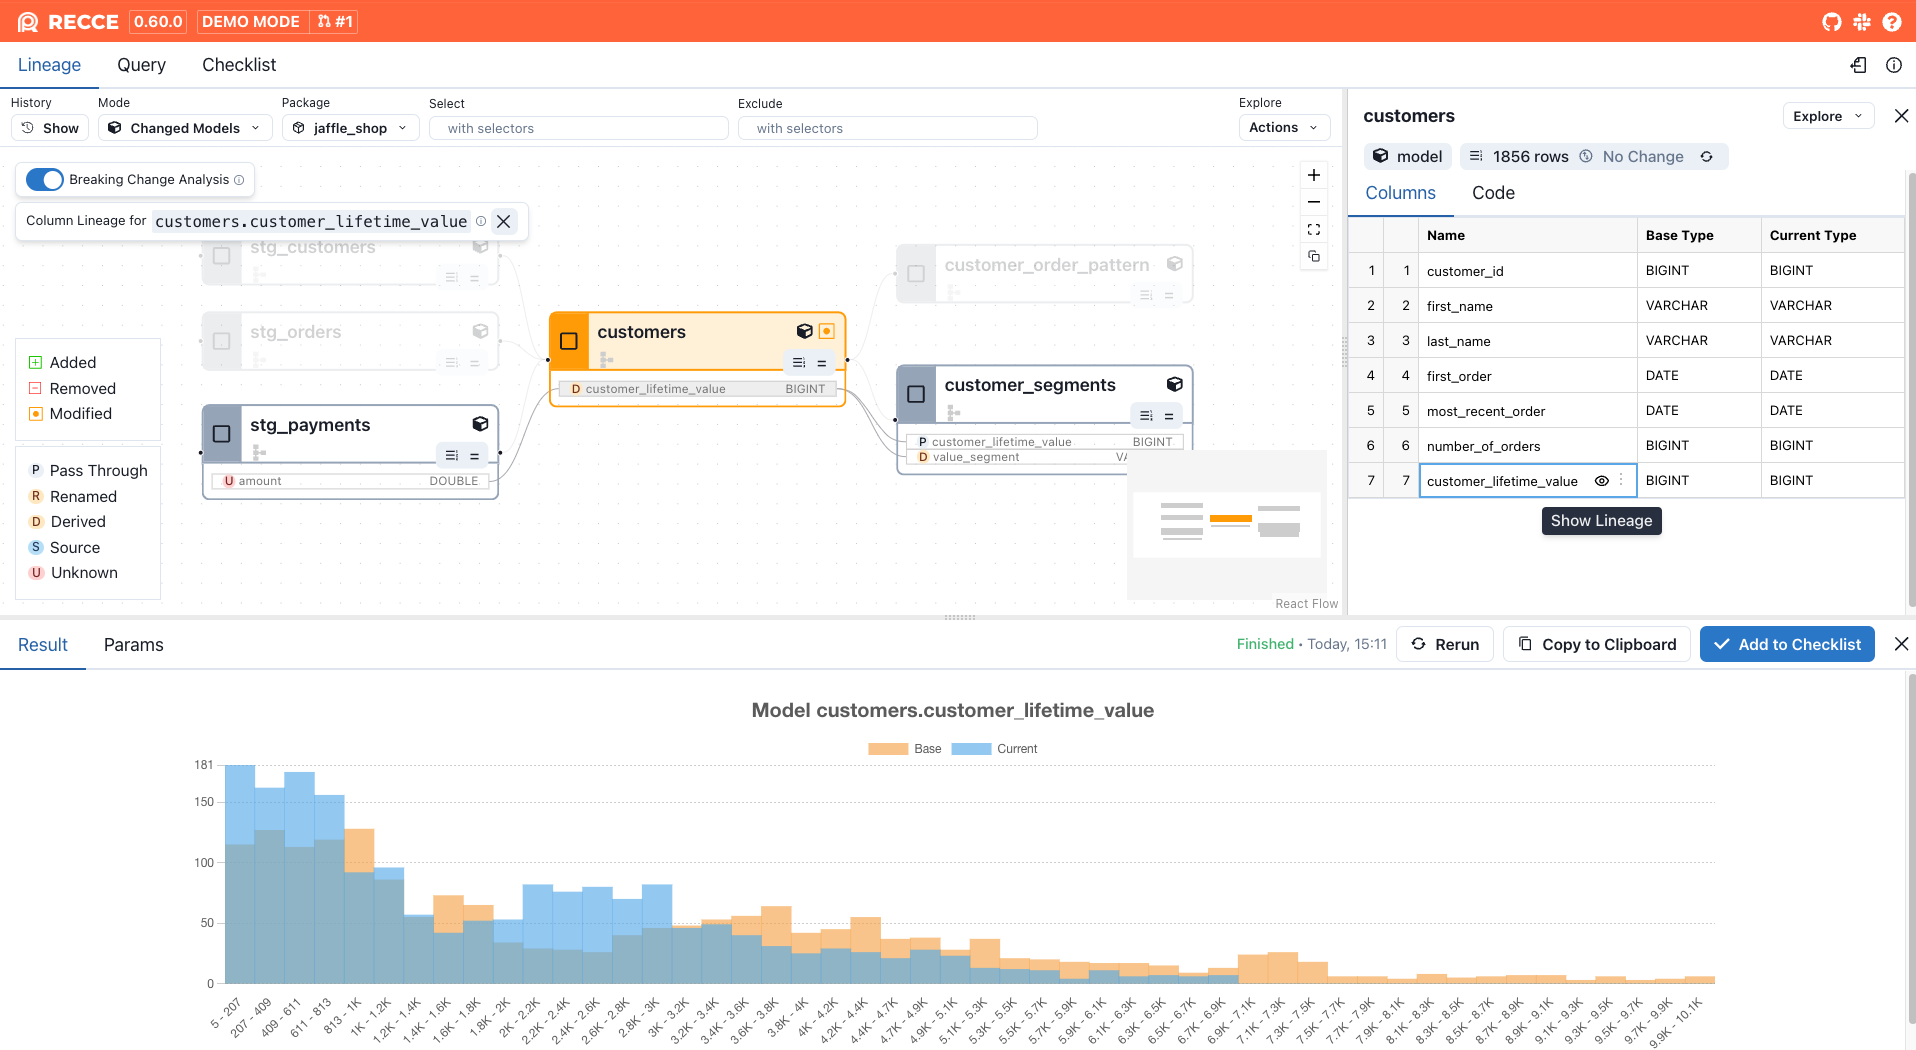 RECCE 0.60.0 DEMO MODE #1
Lineage Query Checklist
History Mode Package Select Exclude Explore
Show Changed Models jaffle_shop with selectors with selectors Actions
Breaking Change Analysis
Column Lineage for customers.customer_lifetime_value
stg_customers
stg_orders
stg_payments
U amount DOUBLE
customers
D customer_lifetime_value BIGINT
customer_order_pattern
customer_segments
P customer_lifetime_value BIGINT
D value_segment VA
Added
Removed
Modified
P Pass Through
R Renamed
D Derived
S Source
U Unknown
React Flow
customers Explore
model 1856 rows No Change
Columns Code
Name Base Type Current Type
1 1 customer_id BIGINT BIGINT
2 2 first_name VARCHAR VARCHAR
3 3 last_name VARCHAR VARCHAR
4 4 first_order DATE DATE
5 5 most_recent_order DATE DATE
6 6 number_of_orders BIGINT BIGINT
7 7 customer_lifetime_value BIGINT BIGINT
Show Lineage
Result Params Finished • Today, 15:11 Rerun Copy to Clipboard Add to Checklist
Model customers.customer_lifetime_value
Base Current
181
150
100
50
0
5 - 207
207 - 409
409 - 611
611 - 813
813 - 1K
1K - 1.2K
1.2K - 1.4K
1.4K - 1.6K
1.6K - 1.8K
1.8K - 2K
2K - 2.2K
2.2K - 2.4K
2.4K - 2.6K
2.6K - 2.8K
2.8K - 3K
3K - 3.2K
3.2K - 3.4K
3.4K - 3.6K
3.6K - 3.8K
3.8K - 4K
4K - 4.2K
4.2K - 4.4K
4.4K - 4.7K
4.7K - 4.9K
4.9K - 5.1K
5.1K - 5.3K
5.3K - 5.5K
5.5K - 5.7K
5.7K - 5.9K
5.9K - 6.1K
6.1K - 6.3K
6.3K - 6.5K
6.5K - 6.7K
6.7K - 6.9K
6.9K - 7.1K
7.1K - 7.3K
7.3K - 7.5K
7.5K - 7.7K
7.7K - 7.9K
7.9K - 8.1K
8.1K - 8.3K
8.3K - 8.5K
8.5K - 8.7K
8.7K - 8.9K
8.9K - 9.1K
9.1K - 9.3K
9.3K - 9.5K
9.5K - 9.7K
9.7K - 9.9K
9.9K - 10.1K